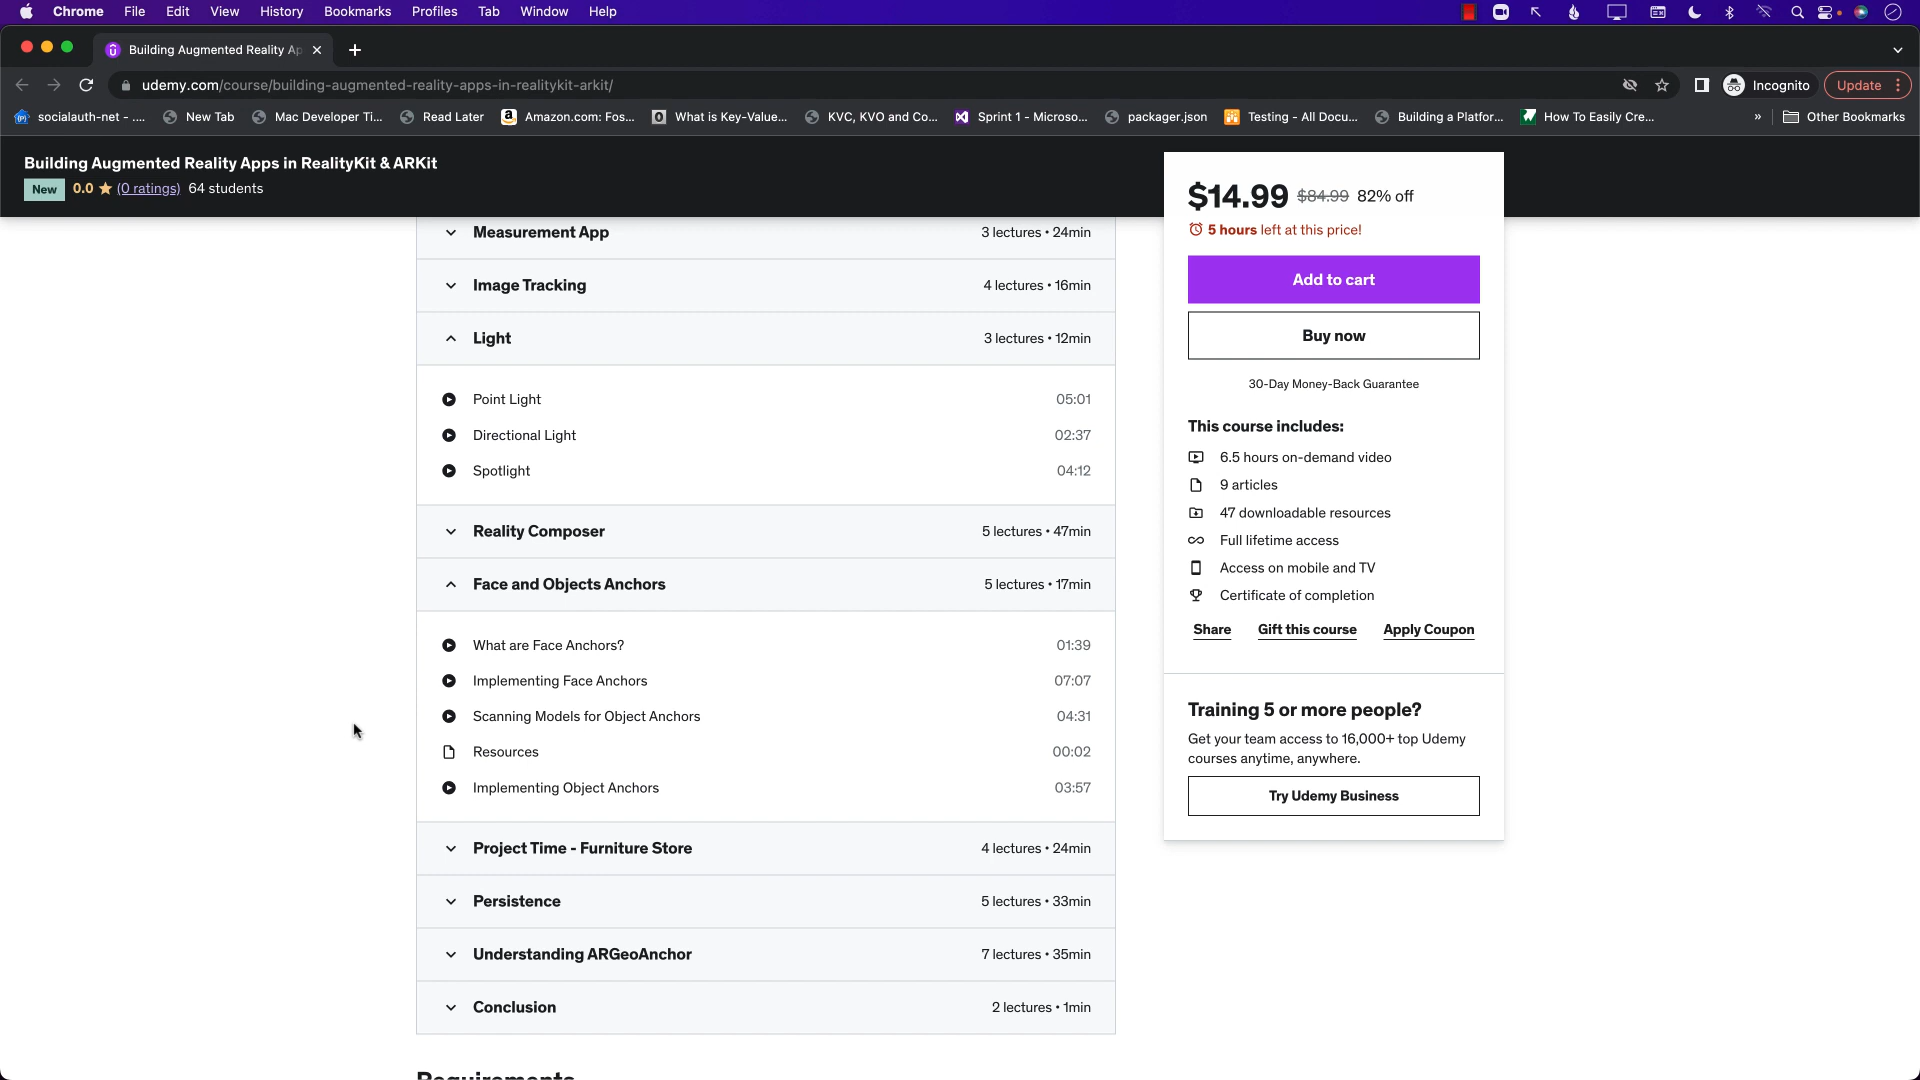 Chrome File Edit View History Bookmarks Profiles Tab Window Help
Building Augmented Reality Ap
udemy.com/course/building-augmented-reality-apps-in-realitykit-arkit/
Incognito
Update
socialauth-net - .... New Tab Mac Developer Ti... Read Later Amazon.com: Fos... What is Key-Value... KVC, KVO and Co... Sprint 1 - Microso... packager.json Testing - All Docu... Building a Platfor... How To Easily Cre... » Other Bookmarks
Building Augmented Reality Apps in RealityKit & ARKit
New 0.0 (0 ratings) 64 students
Measurement App 3 lectures • 24min
Image Tracking 4 lectures • 16min
Light 3 lectures • 12min
Point Light 05:01
Directional Light 02:37
Spotlight 04:12
Reality Composer 5 lectures • 47min
Face and Objects Anchors 5 lectures • 17min
What are Face Anchors? 01:39
Implementing Face Anchors 07:07
Scanning Models for Object Anchors 04:31
Resources 00:02
Implementing Object Anchors 03:57
Project Time - Furniture Store 4 lectures • 24min
Persistence 5 lectures • 33min
Understanding ARGeoAnchor 7 lectures • 35min
Conclusion 2 lectures • 1min
Requirements
$14.99 $84.99 82% off
5 hours left at this price!
Add to cart
Buy now
30-Day Money-Back Guarantee
This course includes:
6.5 hours on-demand video
9 articles
47 downloadable resources
Full lifetime access
Access on mobile and TV
Certificate of completion
Share Gift this course Apply Coupon
Training 5 or more people?
Get your team access to 16,000+ top Udemy
courses anytime, anywhere.
Try Udemy Business